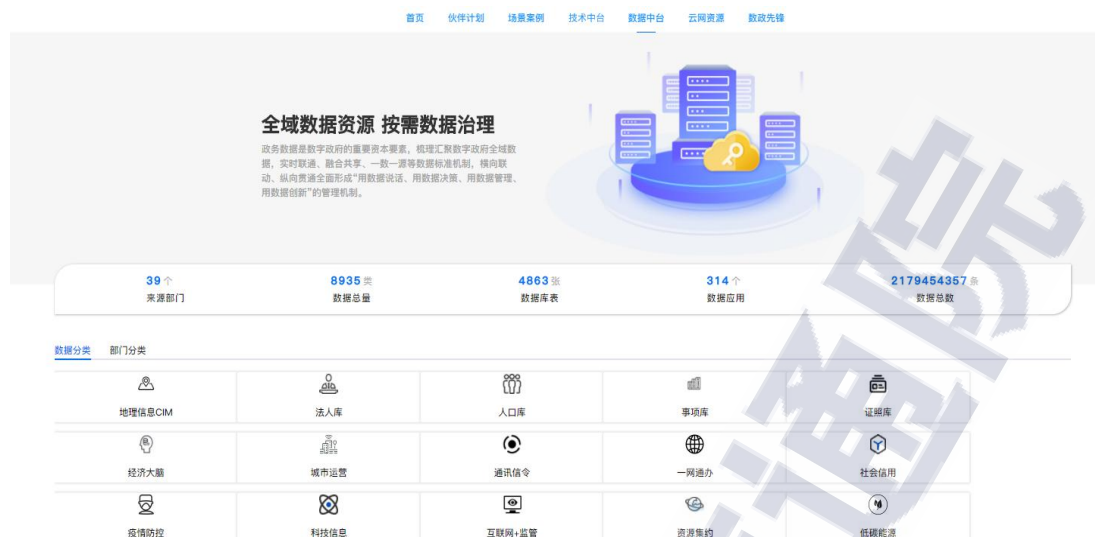 首页 伙伴计划 场景案例 技术中台 数据中台 云网资源 数政先锋
全域数据资源 按需数据治理
政务数据是数字政府的重要资本要素，梳理汇聚数字政府全域数
据，实时联通、融合共享、一数一源等数据标准机制，横向联
动、纵向贯通全面形成“用数据说话、用数据决策、用数据管理、
用数据创新”的管理机制。
39个 8935类 4863张 314个 2179454357条
来源部门 数据总量 数据库表 数据应用 数据总数
数据分类 部门分类
地理信息CIM 法人库 人口库 事项库 证照库
经济大脑 城市运营 通讯信令 一网通办 社会信用
疫情防控 科技信息 互联网+监管 资源集约 低碳能源
通院